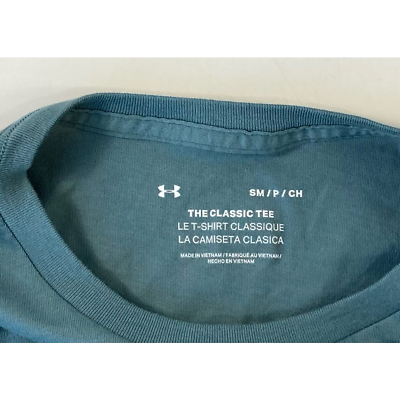 SM / P / CH
THE CLASSIC TEE
LE T-SHIRT CLASSIQUE
LA CAMISETA CLASICA
MADE IN VIETNAM / FABRIQUÉ AU VIETNAM /
HECHO EN VIETNAM